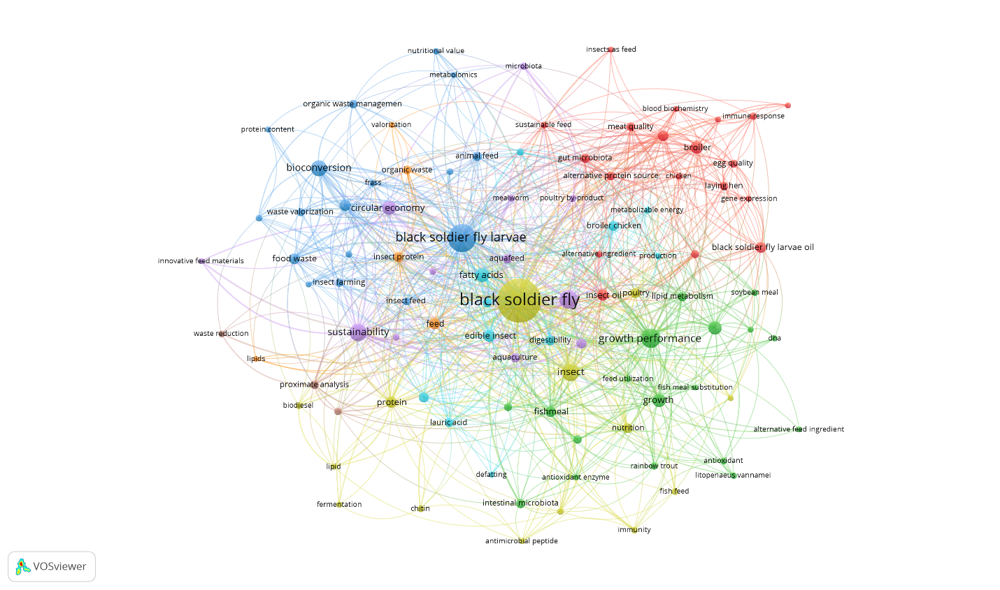 nutritional value
insects as feed
microbiota
metabolomics
organic waste managemen
blood biochemistry
immune response
valorization
sustainable feed
meat quality
protein content
broiler
animal feed
gut microbiota
egg quality
bioconversion
organic waste
alternative protein source
chicken
frass
laying hen
mealworm
poultry by-product
gene expression
circular economy
waste valorization
metabolizable energy
broiler chicken
black soldier fly larvae
black soldier fly larvae oil
innovative feed materials
food waste
insect protein
aquafeed
alternative ingredient
production
fatty acids
insect farming
insect feed
black soldier fly
insect oil
poultry
lipid metabolism
soybean meal
feed
waste reduction
sustainability
edible insect
digestibility
growth performance
dha
lipids
aquaculture
insect
feed utilization
proximate analysis
fish meal substitution
biodiesel
protein
growth
fishmeal
lauric acid
nutrition
alternative feed ingredient
lipid
antioxidant
rainbow trout
defatting
antioxidant enzyme
litopenaeus vannamei
fish feed
fermentation
chitin
intestinal microbiota
immunity
antimicrobial peptide
VOSviewer